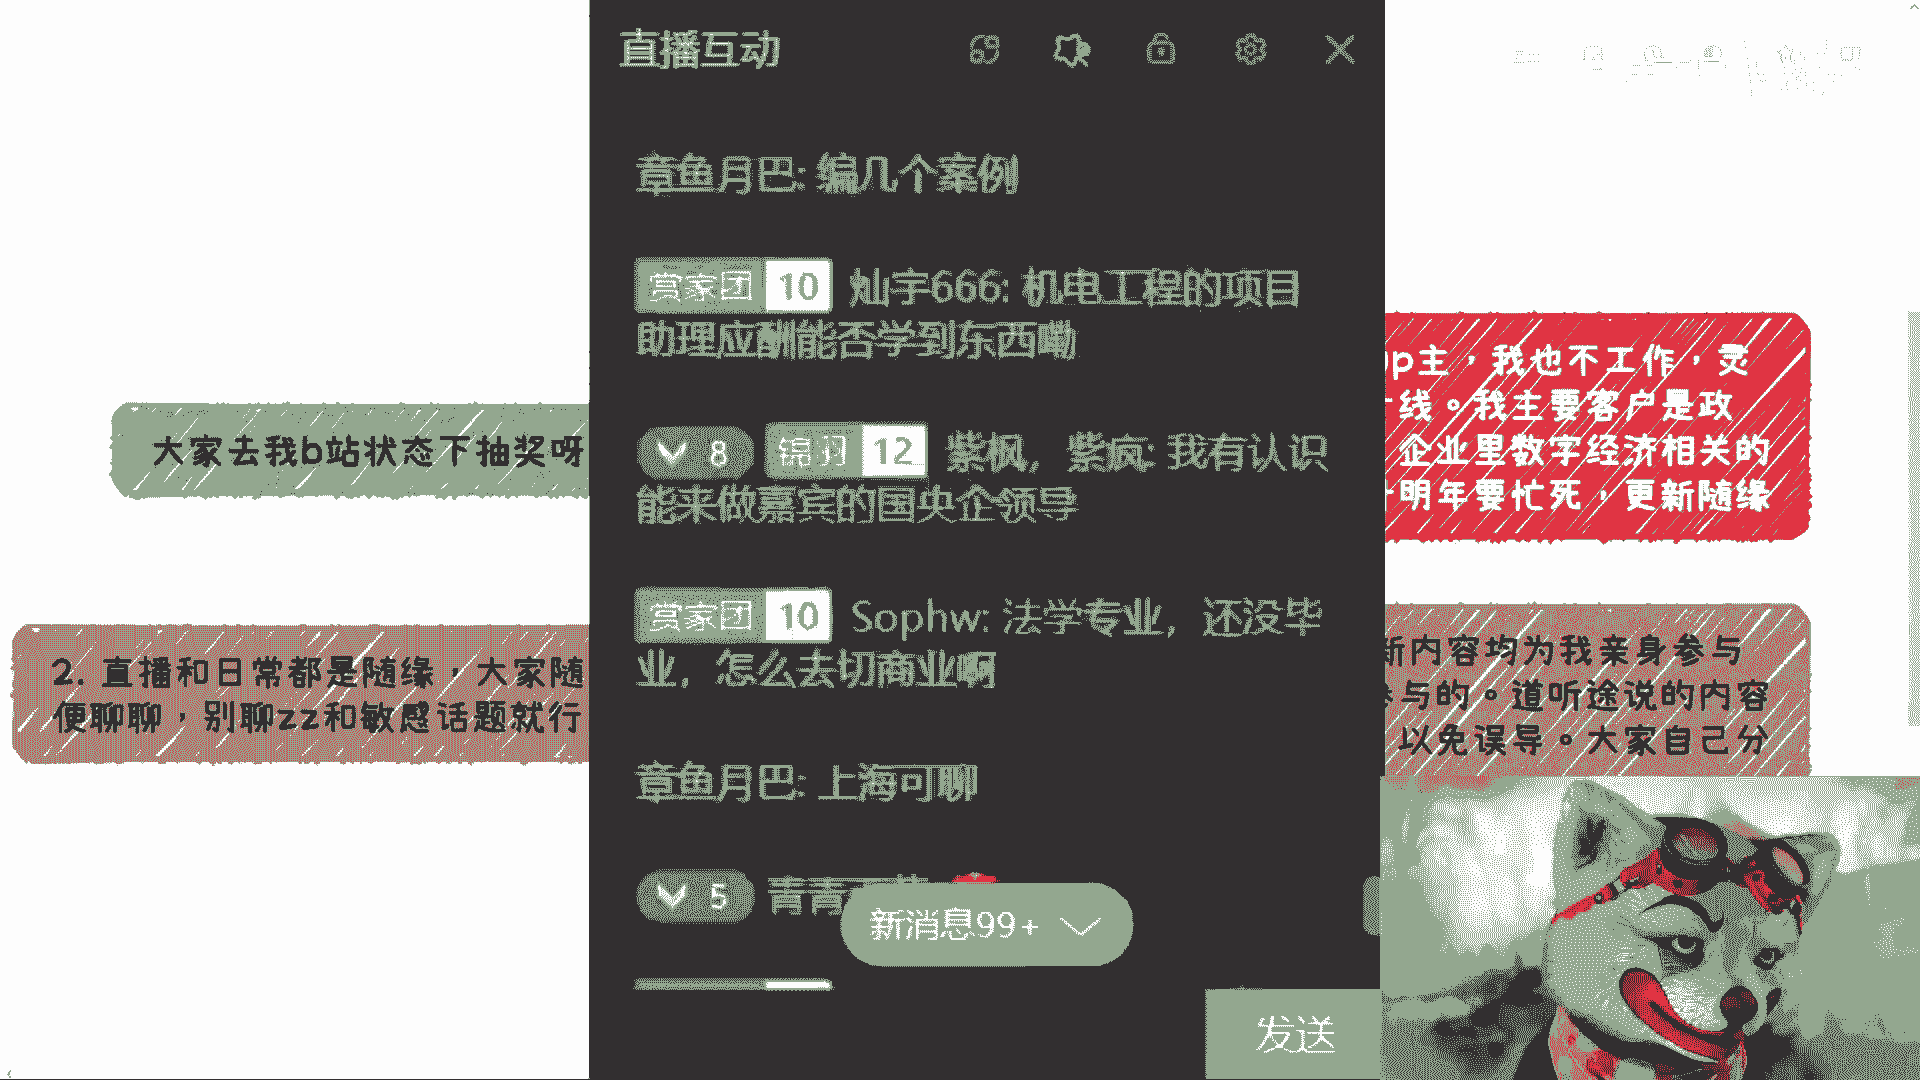 直播互动
章鱼月巴: 编几个案例
赏家团 10 灿宇666: 机电工程的项目
助理应酬能否学到东西嘞
8 锦羽 12 紫枫，紫疯: 我有认识
能来做嘉宾的国央企领导
赏家团 10 Sophw: 法学专业，还没毕
业，怎么去切商业啊
章鱼月巴: 上海可聊
5 青青
新消息99+
发送
大家去我b站状态下抽奖呀
2. 直播和日常都是随缘，大家随
便聊聊，别聊zz和敏感话题就行
p主，我也不工作，灵
线。我主要客户是政
企业里数字经济相关的
明年要忙死，更新随缘
新内容均为我亲身参与
参与的。道听途说的内容
以免误导。大家自己分